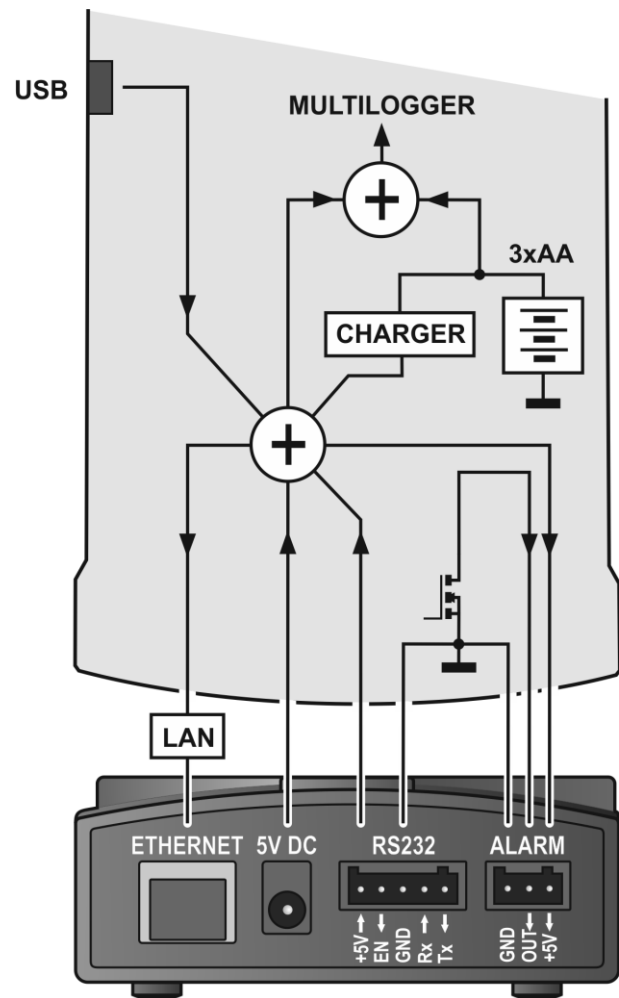 USB
MULTILOGGER
3xAA
CHARGER
LAN
ETHERNET
5V DC
RS232
ALARM
+5V
EN
GND
Rx
Tx
GND
OUT
+5V